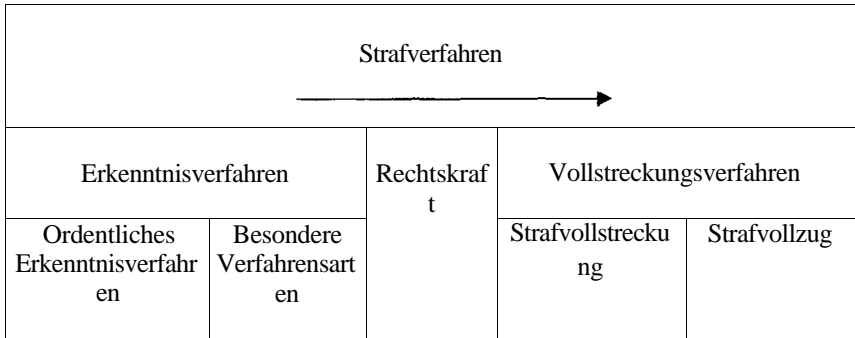 Strafverfahren
Erkenntnisverfahren
Rechtskraf
t
Vollstreckungsverfahren
Ordentliches
Erkenntnisverfahr
en
Besondere
Verfahrensart
en
Strafvollstrecku
ng
Strafvollzug